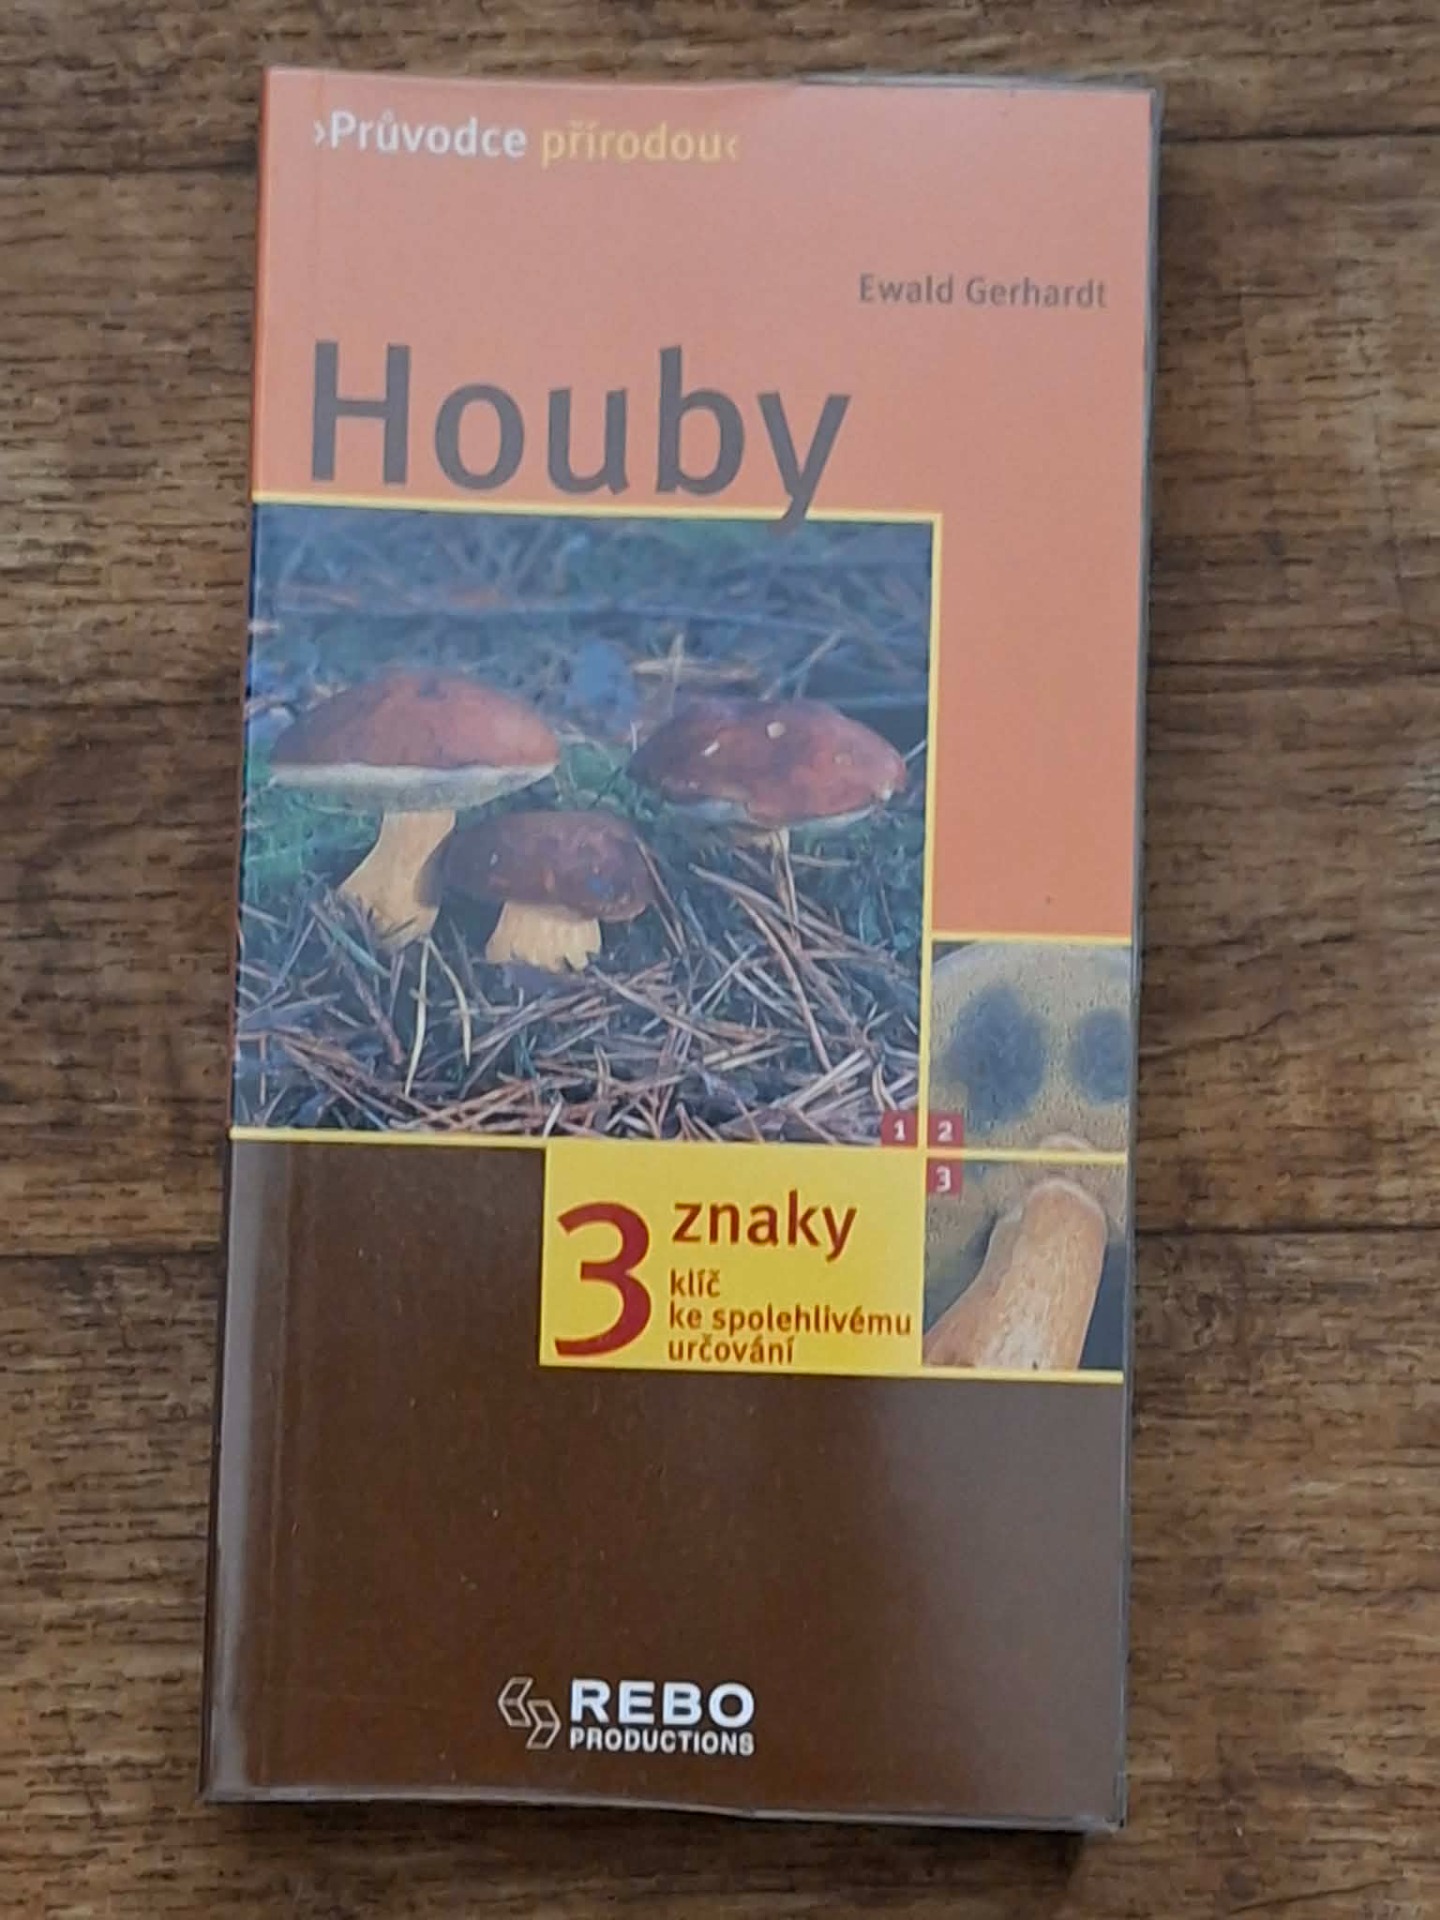 ›Průvodce přírodou‹
Ewald Gerhardt
Houby
1 2
3
3 znaky
klíč
ke spolehlivému
určování
REBO
PRODUCTIONS